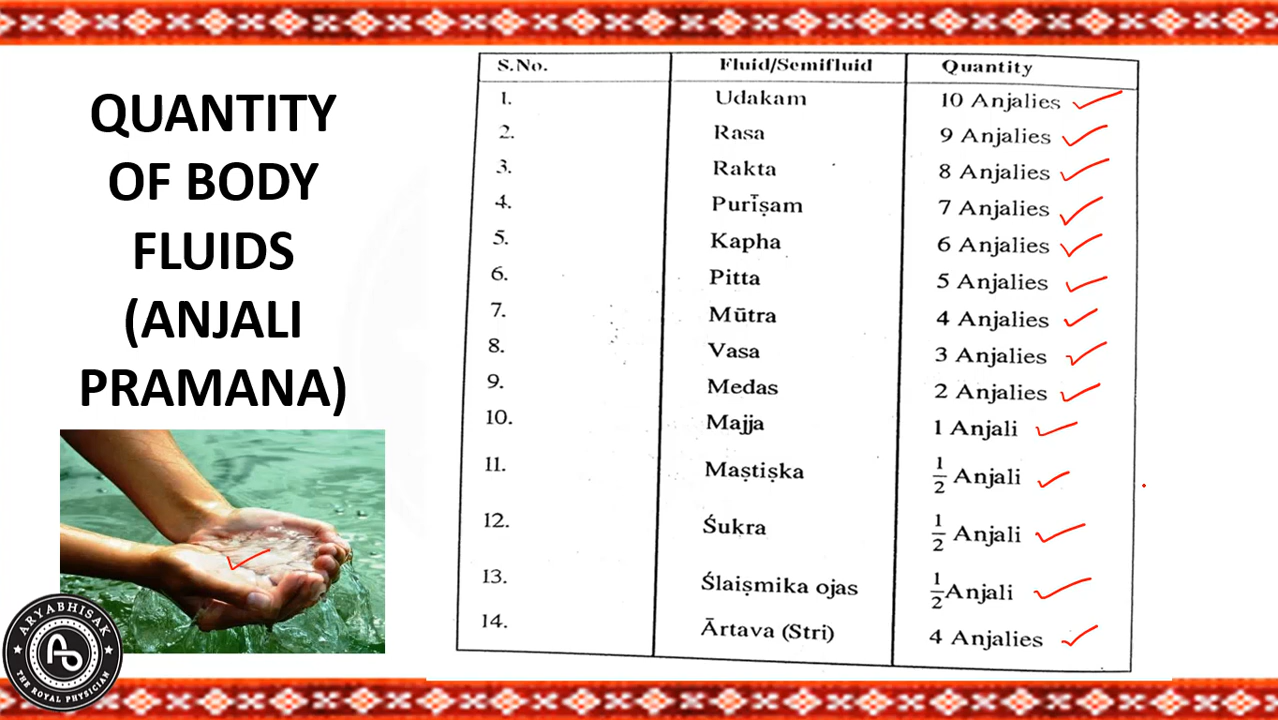 QUANTITY
OF BODY
FLUIDS
(ANJALI
PRAMANA)
S.No. Fluid/Semifluid Quantity
1. Udakam 10 Anjalies
2. Rasa 9 Anjalies
3. Rakta 8 Anjalies
4. Purīṣam 7 Anjalies
5. Kapha 6 Anjalies
6. Pitta 5 Anjalies
7. Mūtra 4 Anjalies
8. Vasa 3 Anjalies
9. Medas 2 Anjalies
10. Majja 1 Anjali
11. Maṣtiṣka 1/2 Anjali
12. Śukra 1/2 Anjali
13. Ślaiṣmika ojas 1/2 Anjali
14. Ārtava (Stri) 4 Anjalies
ARYABHISAK
THE ROYAL PHYSICIAN